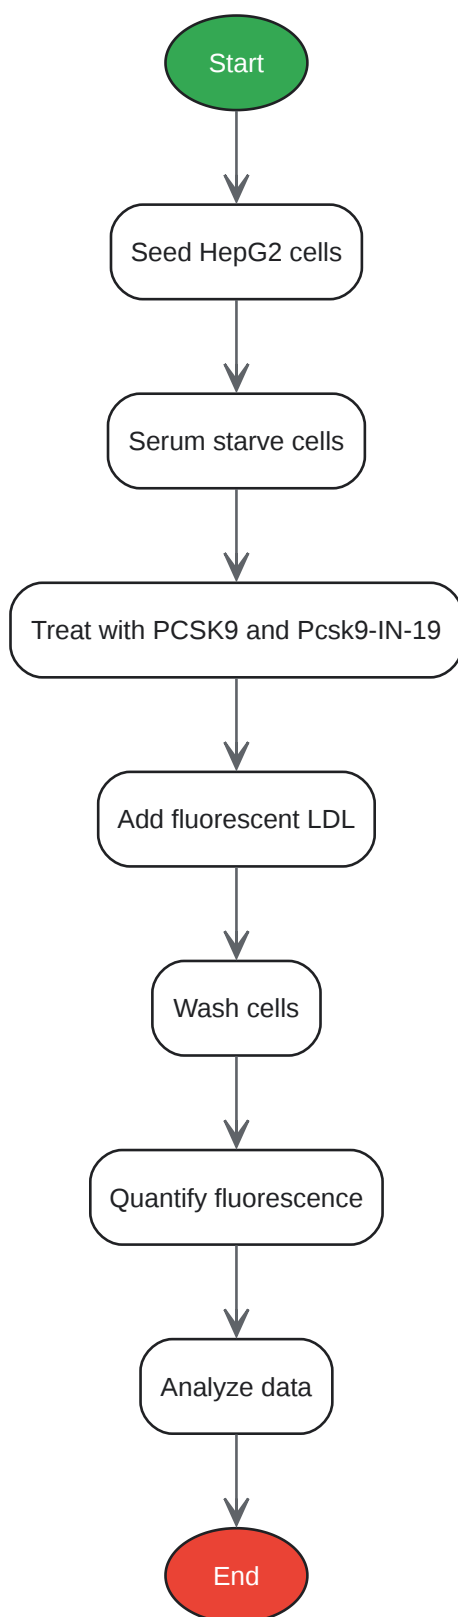 Start
Seed HepG2 cells
Serum starve cells
Treat with PCSK9 and Pcsk9-IN-19
Add fluorescent LDL
Wash cells
Quantify fluorescence
Analyze data
End